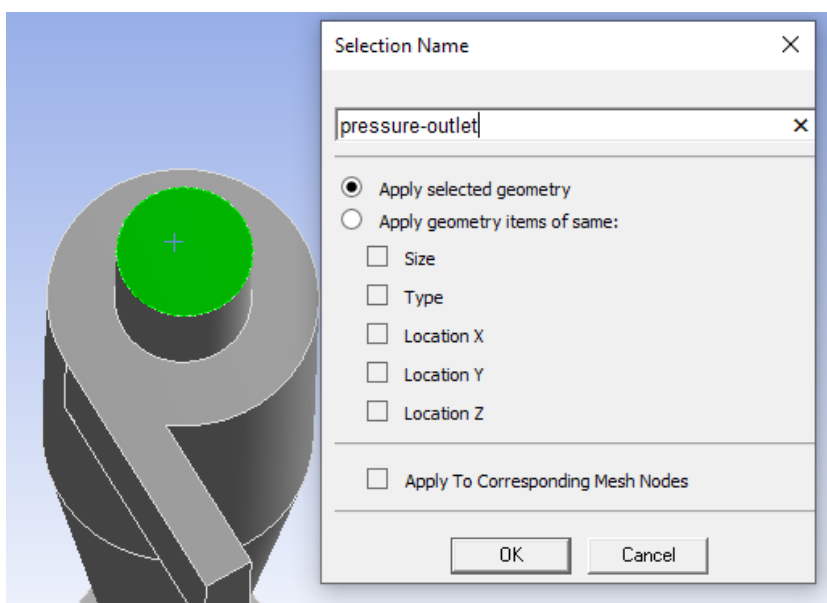 Selection Name
pressure-outlet
Apply selected geometry
Apply geometry items of same:
Size
Type
Location X
Location Y
Location Z
Apply To Corresponding Mesh Nodes
OK Cancel